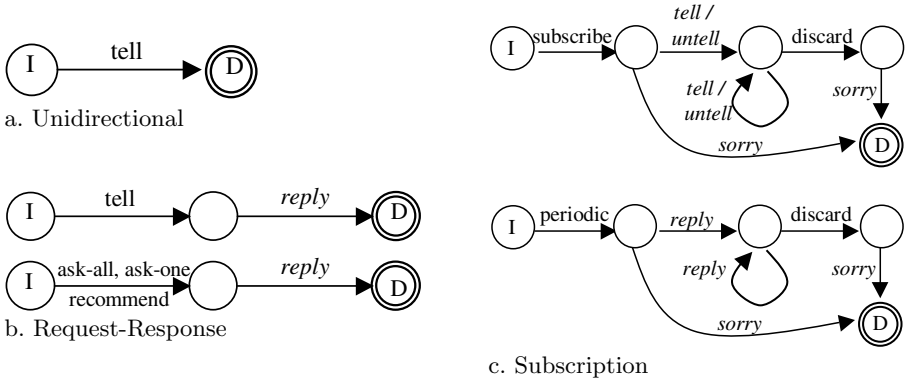 I tell D
a. Unidirectional
I tell reply D
I ask-all, ask-one reply D
recommend
b. Request-Response
tell /
I subscribe untell discard
tell /
untell
sorry
sorry D
I periodic reply discard
reply
sorry
sorry D
c. Subscription